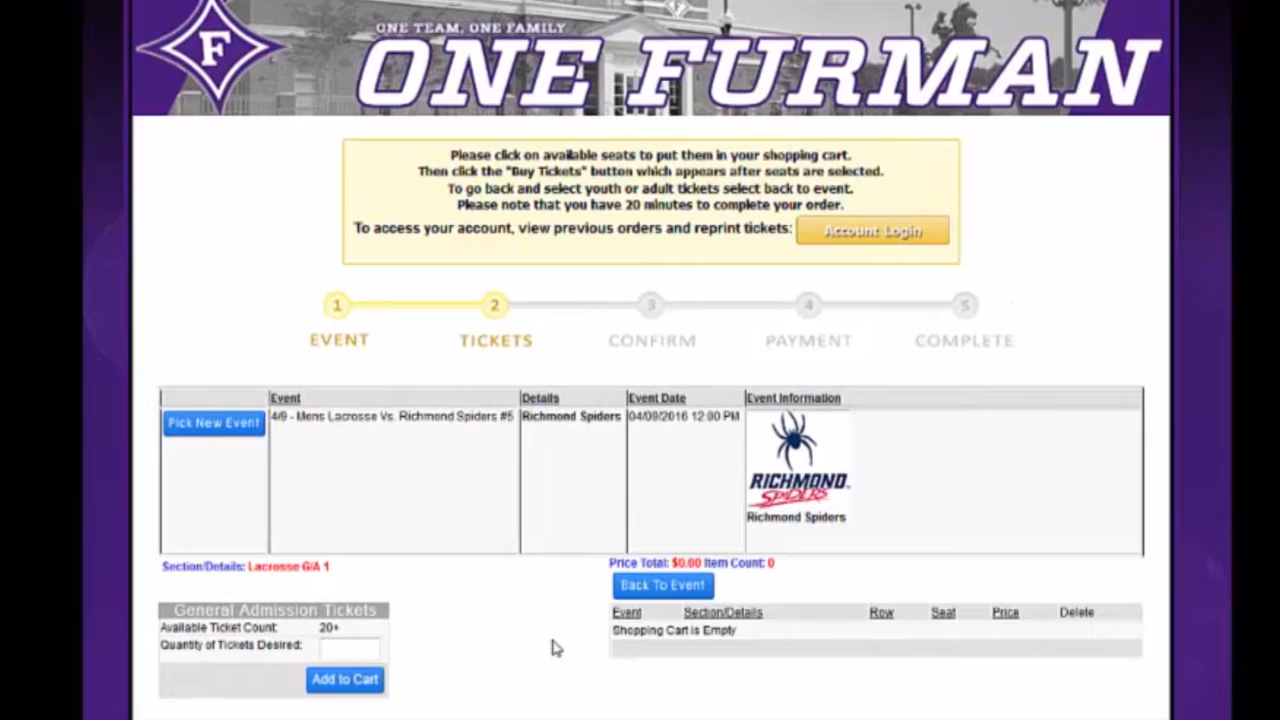 F
ONE TEAM, ONE FAMILY
ONE FURMAN
Please click on available seats to put them in your shopping cart.
Then click the "Buy Tickets" button which appears after seats are selected.
To go back and select youth or adult tickets select back to event.
Please note that you have 20 minutes to complete your order.
To access your account, view previous orders and reprint tickets: Account Login
1 2 3 4 5
EVENT TICKETS CONFIRM PAYMENT COMPLETE
Event Details Event Date Event Information
Pick New Event 4/9 - Mens Lacrosse Vs. Richmond Spiders #5 Richmond Spiders 04/09/2016 12:00 PM
RICHMOND
SPIDERS
Richmond Spiders
Section/Details: Lacrosse G/A 1
Price Total: $0.00 Item Count: 0
Back To Event
General Admission Tickets
Available Ticket Count: 20+
Quantity of Tickets Desired:
Add to Cart
Event Section/Details Row Seat Price Delete
Shopping Cart is Empty